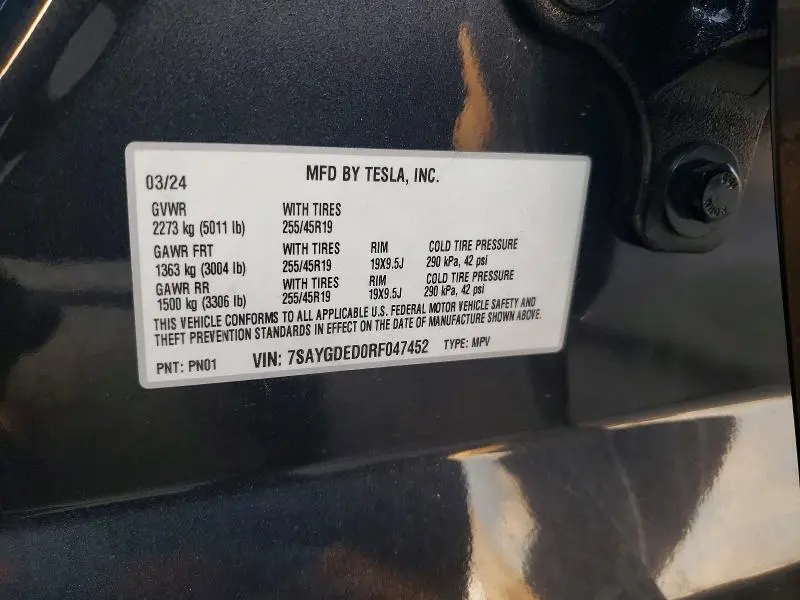 03/24 MFD BY TESLA, INC.
GVWR WITH TIRES
2273 kg (5011 lb) 255/45R19
GAWR FRT WITH TIRES RIM COLD TIRE PRESSURE
1363 kg (3004 lb) 255/45R19 19X9.5J 290 kPa, 42 psi
GAWR RR WITH TIRES RIM COLD TIRE PRESSURE
1500 kg (3306 lb) 255/45R19 19X9.5J 290 kPa, 42 psi
THIS VEHICLE CONFORMS TO ALL APPLICABLE U.S. FEDERAL MOTOR VEHICLE SAFETY AND
THEFT PREVENTION STANDARDS IN EFFECT ON THE DATE OF MANUFACTURE SHOWN ABOVE.
PNT: PN01 VIN: 7SAYGDED0RF047452 TYPE: MPV